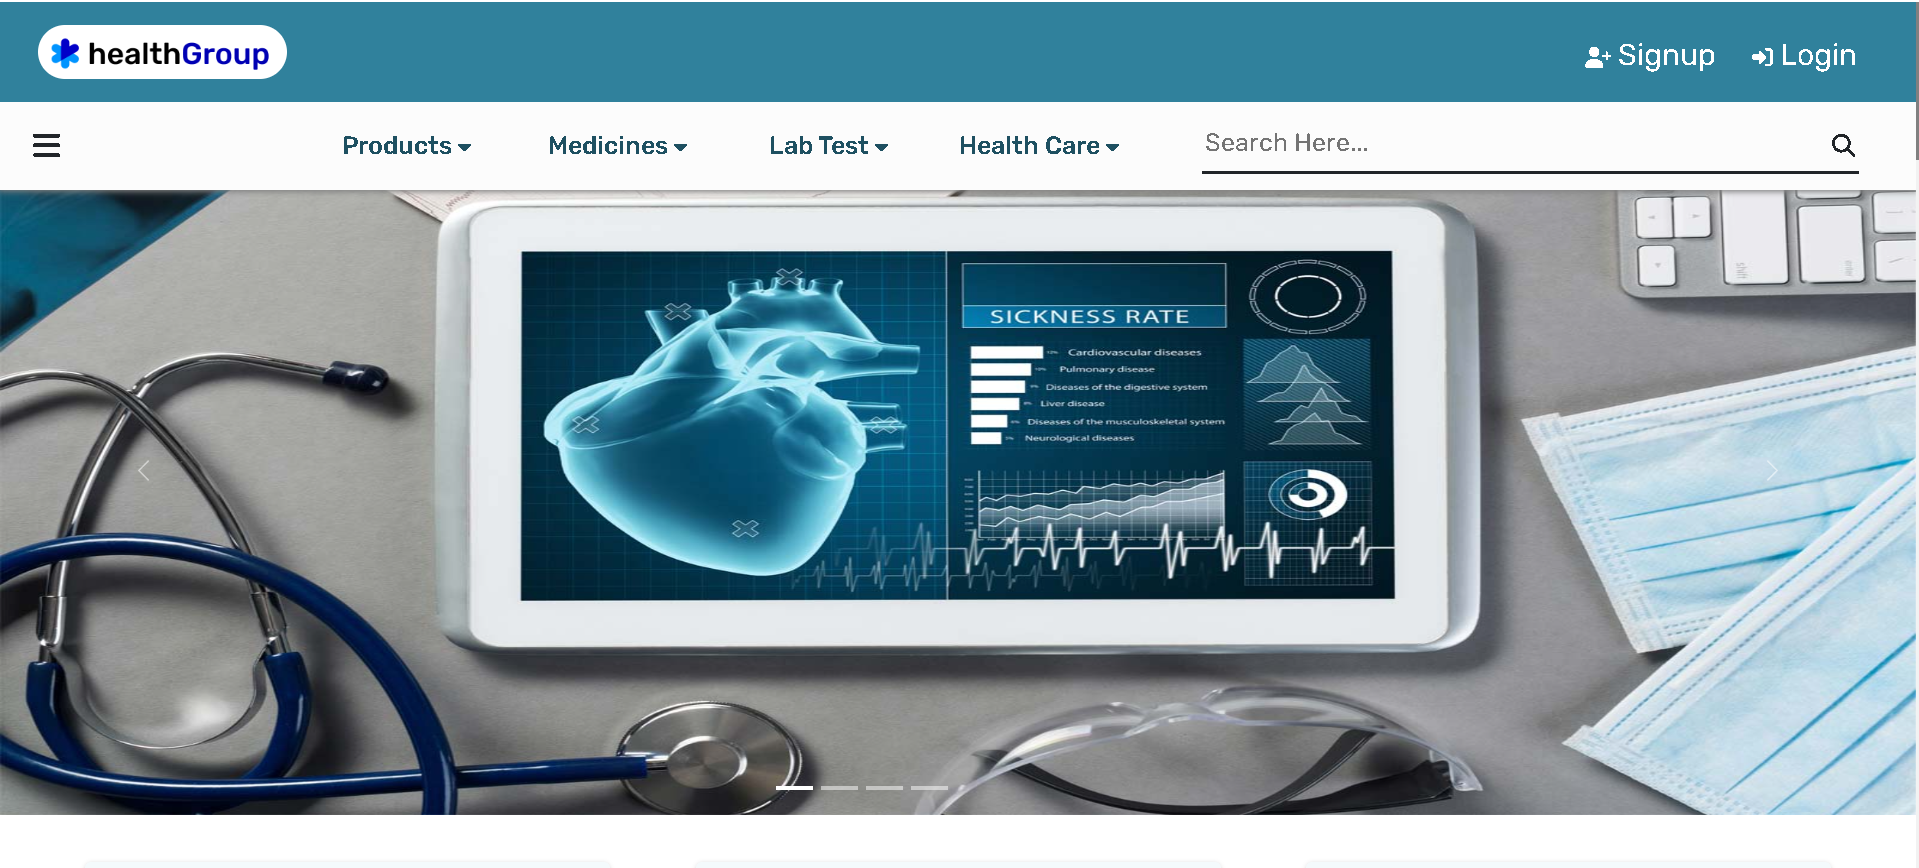 healthGroup
Signup
Login
Products
Medicines
Lab Test
Health Care
Search Here...
SICKNESS RATE
Cardiovascular diseases
Pulmonary disease
Diseases of the digestive system
Liver disease
Diseases of the musculoskeletal system
Neurological diseases
shift